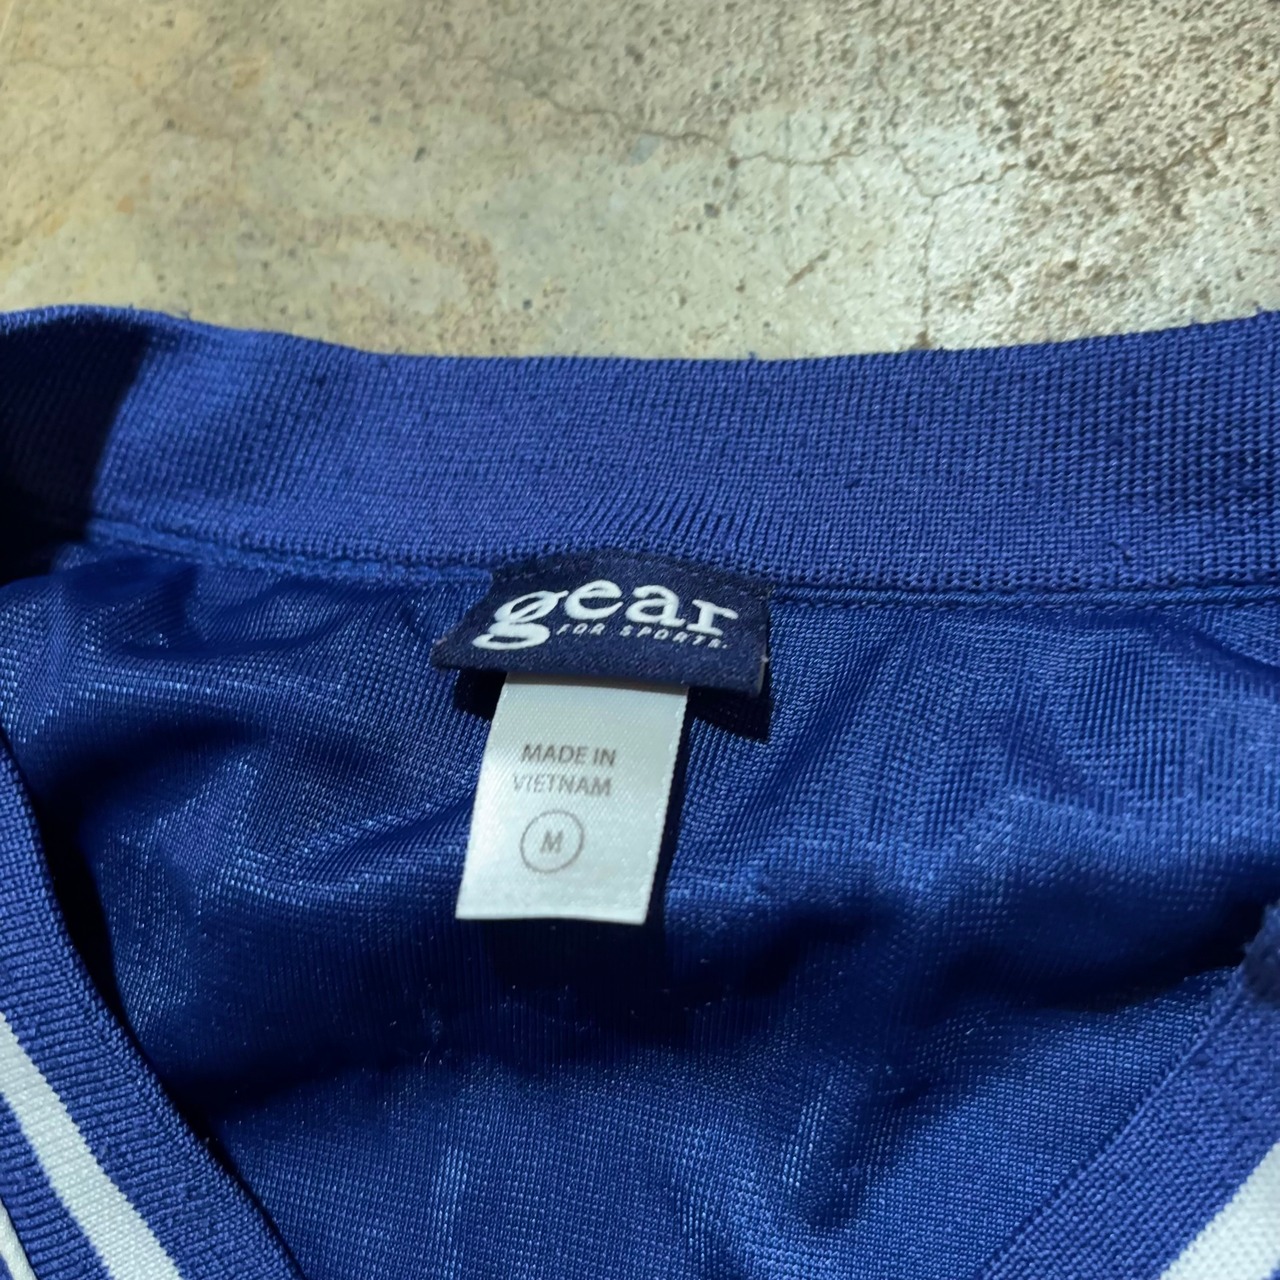 gear
FOR SPORTS.
MADE IN
VIETNAM
M